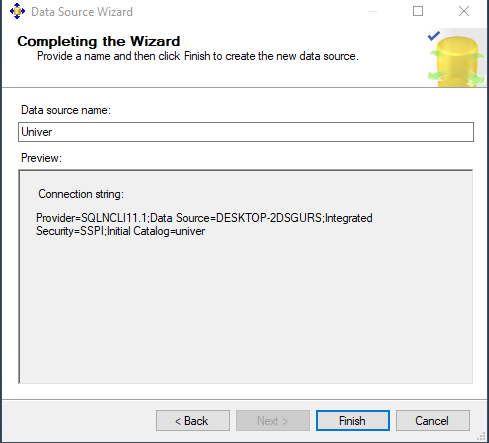 Data Source Wizard
Completing the Wizard
Provide a name and then click Finish to create the new data source.
Data source name:
Univer
Preview:
Connection string:
Provider=SQLNCLI11.1;Data Source=DESKTOP-2DSGURS;Integrated
Security=SSPI;Initial Catalog=univer
< Back
Next >
Finish
Cancel